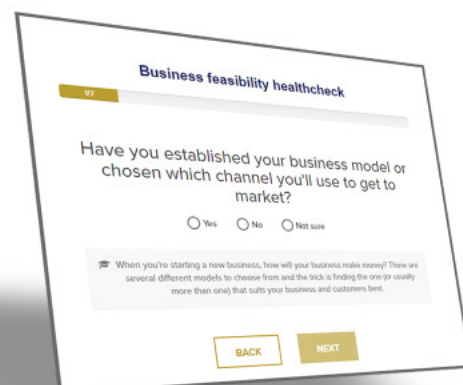 Business feasibility healthcheck
1/7
Have you established your business model or
chosen which channel you'll use to get to
market?
Yes No Not sure
When you're starting a new business, how will your business make money? There are
several different models to choose from and the trick is finding the one (or usually
more than one) that suits your business and customers best.
BACK NEXT